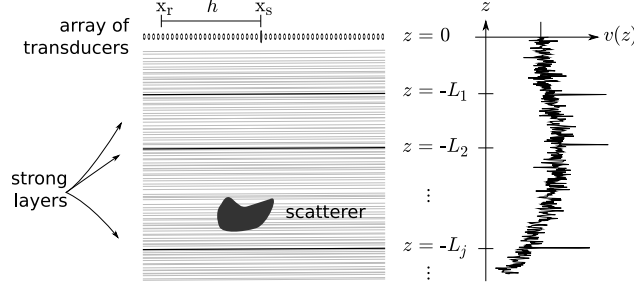 x_r h x_s
array of
transducers
z = 0
z
v(z)
z = -L_1
z = -L_2
strong
layers
scatterer
⋮
z = -L_j
⋮